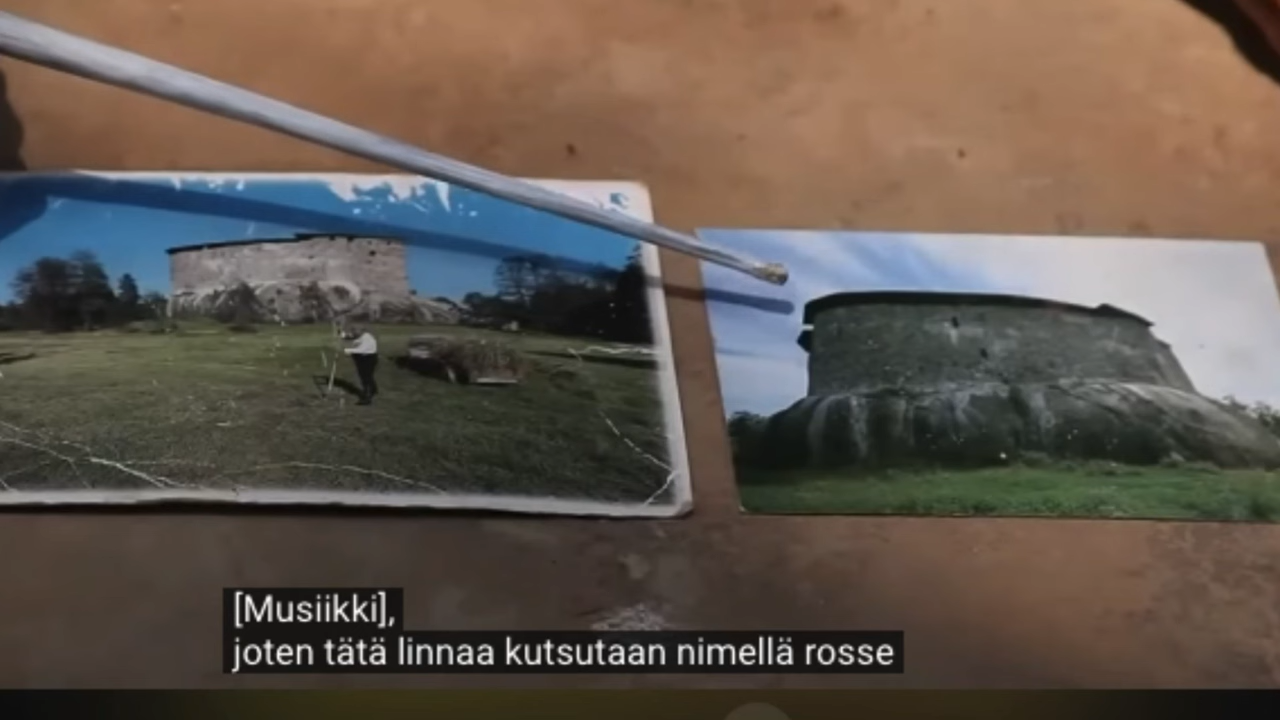 [Musiikki],
joten tätä linnaa kutsutaan nimellä rosse